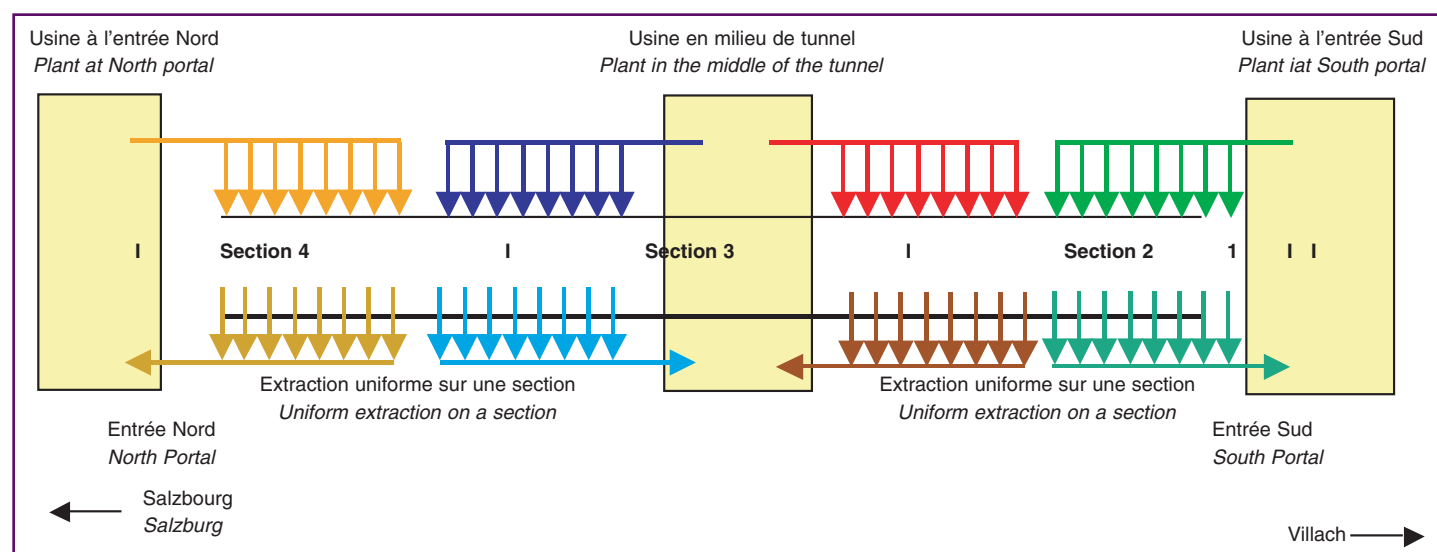 Usine à l'entrée Nord
Plant at North portal
Usine en milieu de tunnel
Plant in the middle of the tunnel
Usine à l'entrée Sud
Plant iat South portal
I Section 4 I Section 3 I Section 2 1 I I
Extraction uniforme sur une section
Uniform extraction on a section
Extraction uniforme sur une section
Uniform extraction on a section
Entrée Nord
North Portal
Entrée Sud
South Portal
Salzbourg
Salzburg
Villach